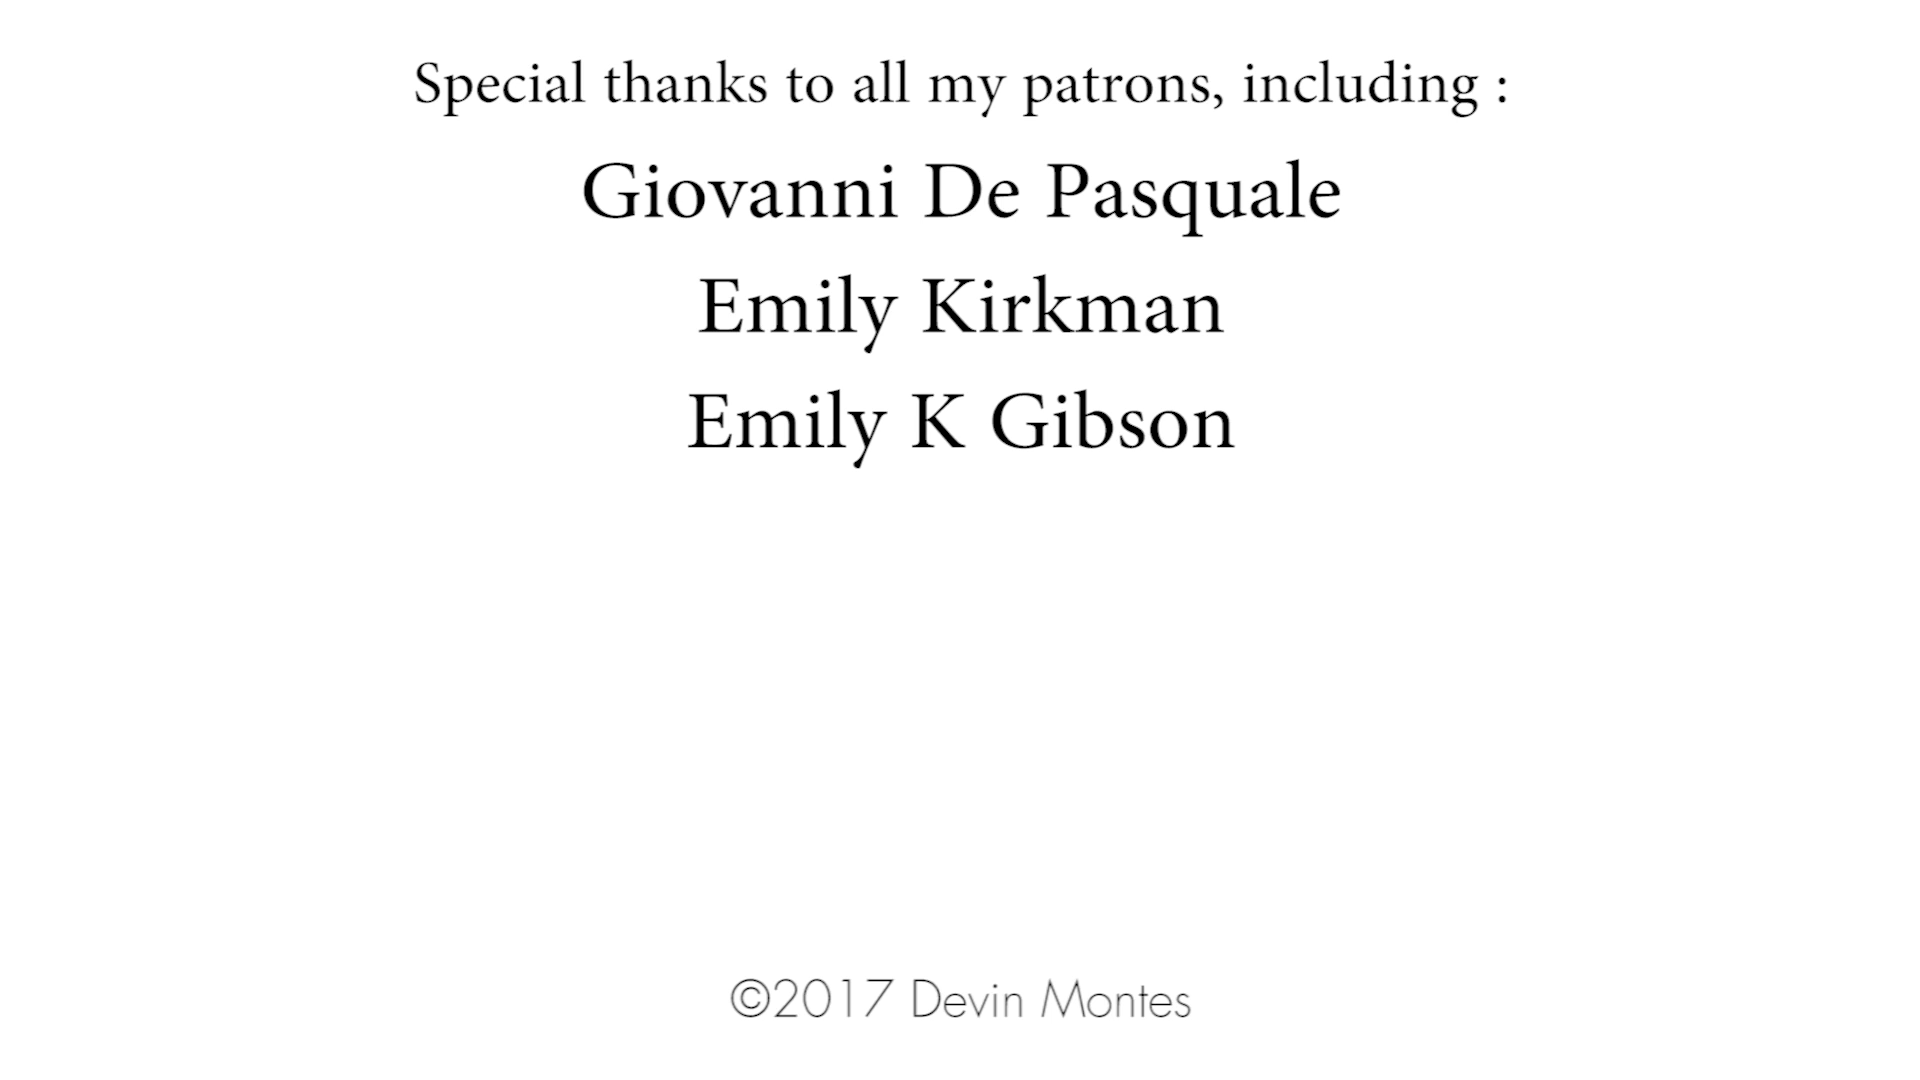 Special thanks to all my patrons, including :
Giovanni De Pasquale
Emily Kirkman
Emily K Gibson
©2017 Devin Montes